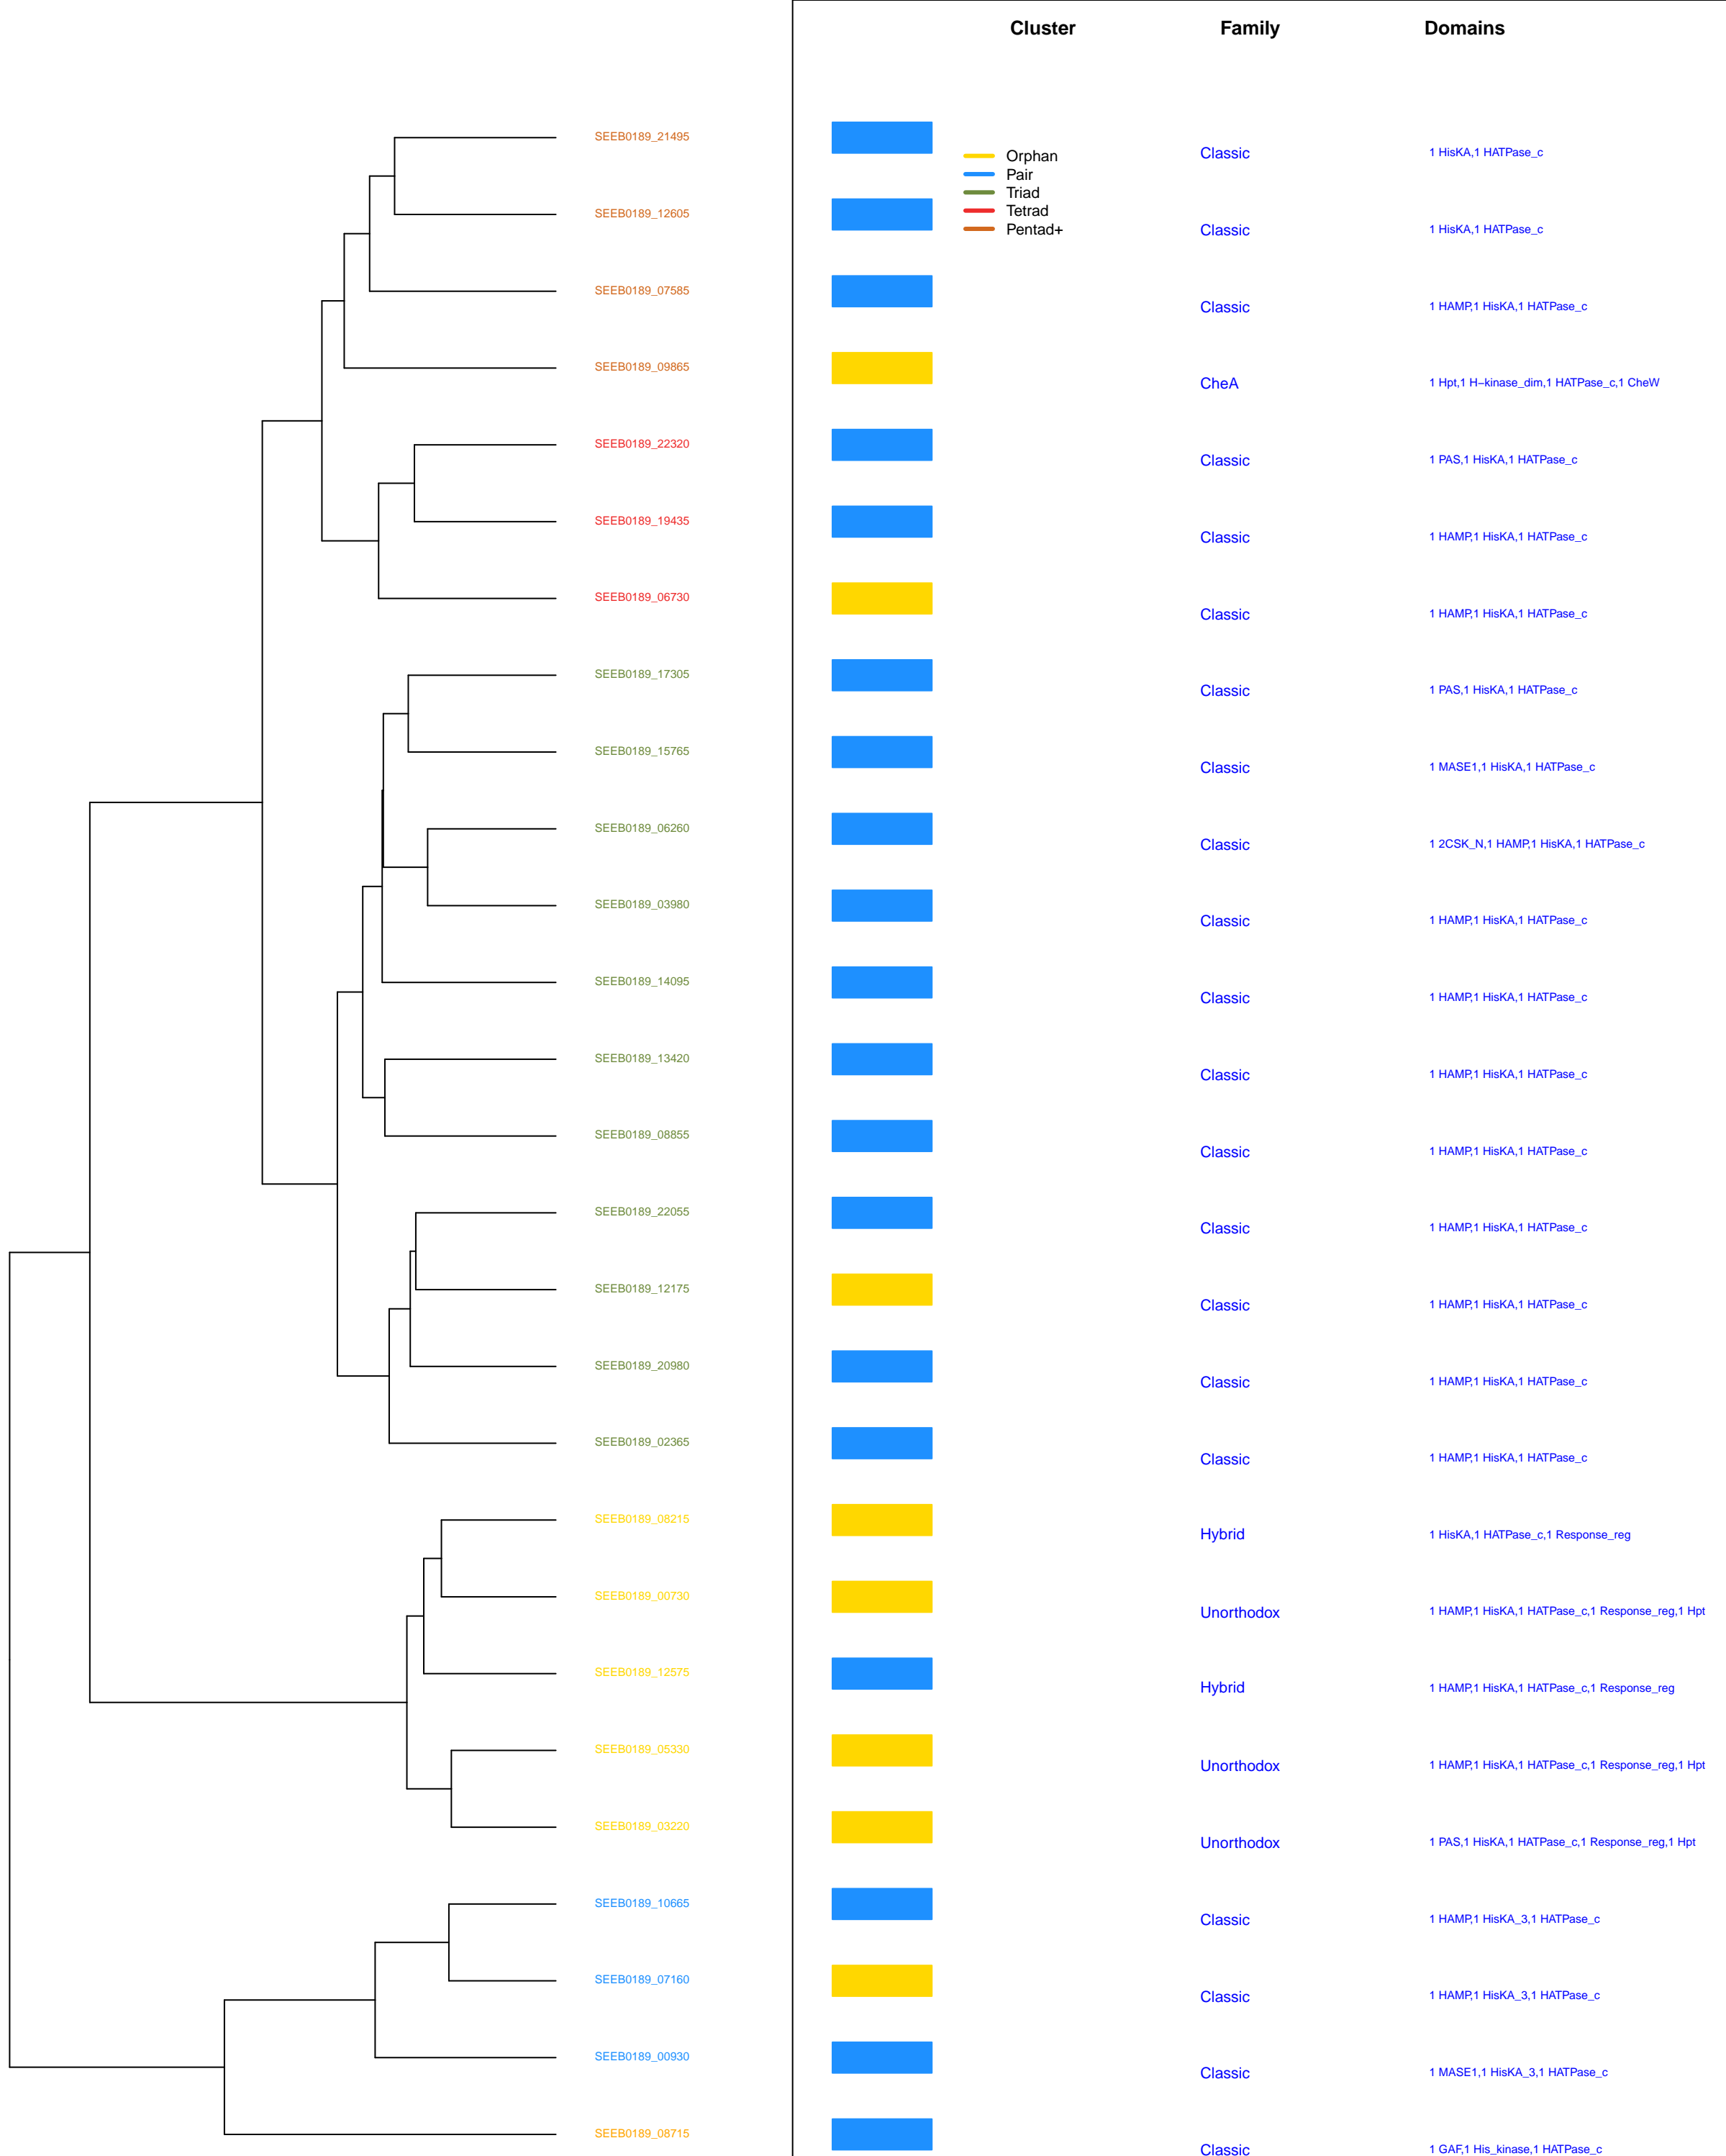 Cluster Family Domains
SEEB0189_21495
Orphan
Classic 1 HisKA,1 HATPase_c
Pair
Triad
Tetrad
SEEB0189_12605
Pentad+
Classic 1 HisKA,1 HATPase_c
SEEB0189_07585 Classic 1 HAMP,1 HisKA,1 HATPase_c
SEEB0189_09865 CheA 1 Hpt,1 H−kinase_dim,1 HATPase_c,1 CheW
SEEB0189_22320 Classic 1 PAS,1 HisKA,1 HATPase_c
SEEB0189_19435 Classic 1 HAMP,1 HisKA,1 HATPase_c
SEEB0189_06730 Classic 1 HAMP,1 HisKA,1 HATPase_c
SEEB0189_17305 Classic 1 PAS,1 HisKA,1 HATPase_c
SEEB0189_15765 Classic 1 MASE1,1 HisKA,1 HATPase_c
SEEB0189_06260 Classic 1 2CSK_N,1 HAMP,1 HisKA,1 HATPase_c
SEEB0189_03980 Classic 1 HAMP,1 HisKA,1 HATPase_c
SEEB0189_14095 Classic 1 HAMP,1 HisKA,1 HATPase_c
SEEB0189_13420 Classic 1 HAMP,1 HisKA,1 HATPase_c
SEEB0189_08855 Classic 1 HAMP,1 HisKA,1 HATPase_c
SEEB0189_22055 Classic 1 HAMP,1 HisKA,1 HATPase_c
SEEB0189_12175 Classic 1 HAMP,1 HisKA,1 HATPase_c
SEEB0189_20980 Classic 1 HAMP,1 HisKA,1 HATPase_c
SEEB0189_02365 Classic 1 HAMP,1 HisKA,1 HATPase_c
SEEB0189_08215 Hybrid 1 HisKA,1 HATPase_c,1 Response_reg
SEEB0189_00730 Unorthodox 1 HAMP,1 HisKA,1 HATPase_c,1 Response_reg,1 Hpt
SEEB0189_12575 Hybrid 1 HAMP,1 HisKA,1 HATPase_c,1 Response_reg
SEEB0189_05330 Unorthodox 1 HAMP,1 HisKA,1 HATPase_c,1 Response_reg,1 Hpt
SEEB0189_03220 Unorthodox 1 PAS,1 HisKA,1 HATPase_c,1 Response_reg,1 Hpt
SEEB0189_10665 Classic 1 HAMP,1 HisKA_3,1 HATPase_c
SEEB0189_07160 Classic 1 HAMP,1 HisKA_3,1 HATPase_c
SEEB0189_00930 Classic 1 MASE1,1 HisKA_3,1 HATPase_c
SEEB0189_08715 Classic 1 GAF,1 His_kinase,1 HATPase_c